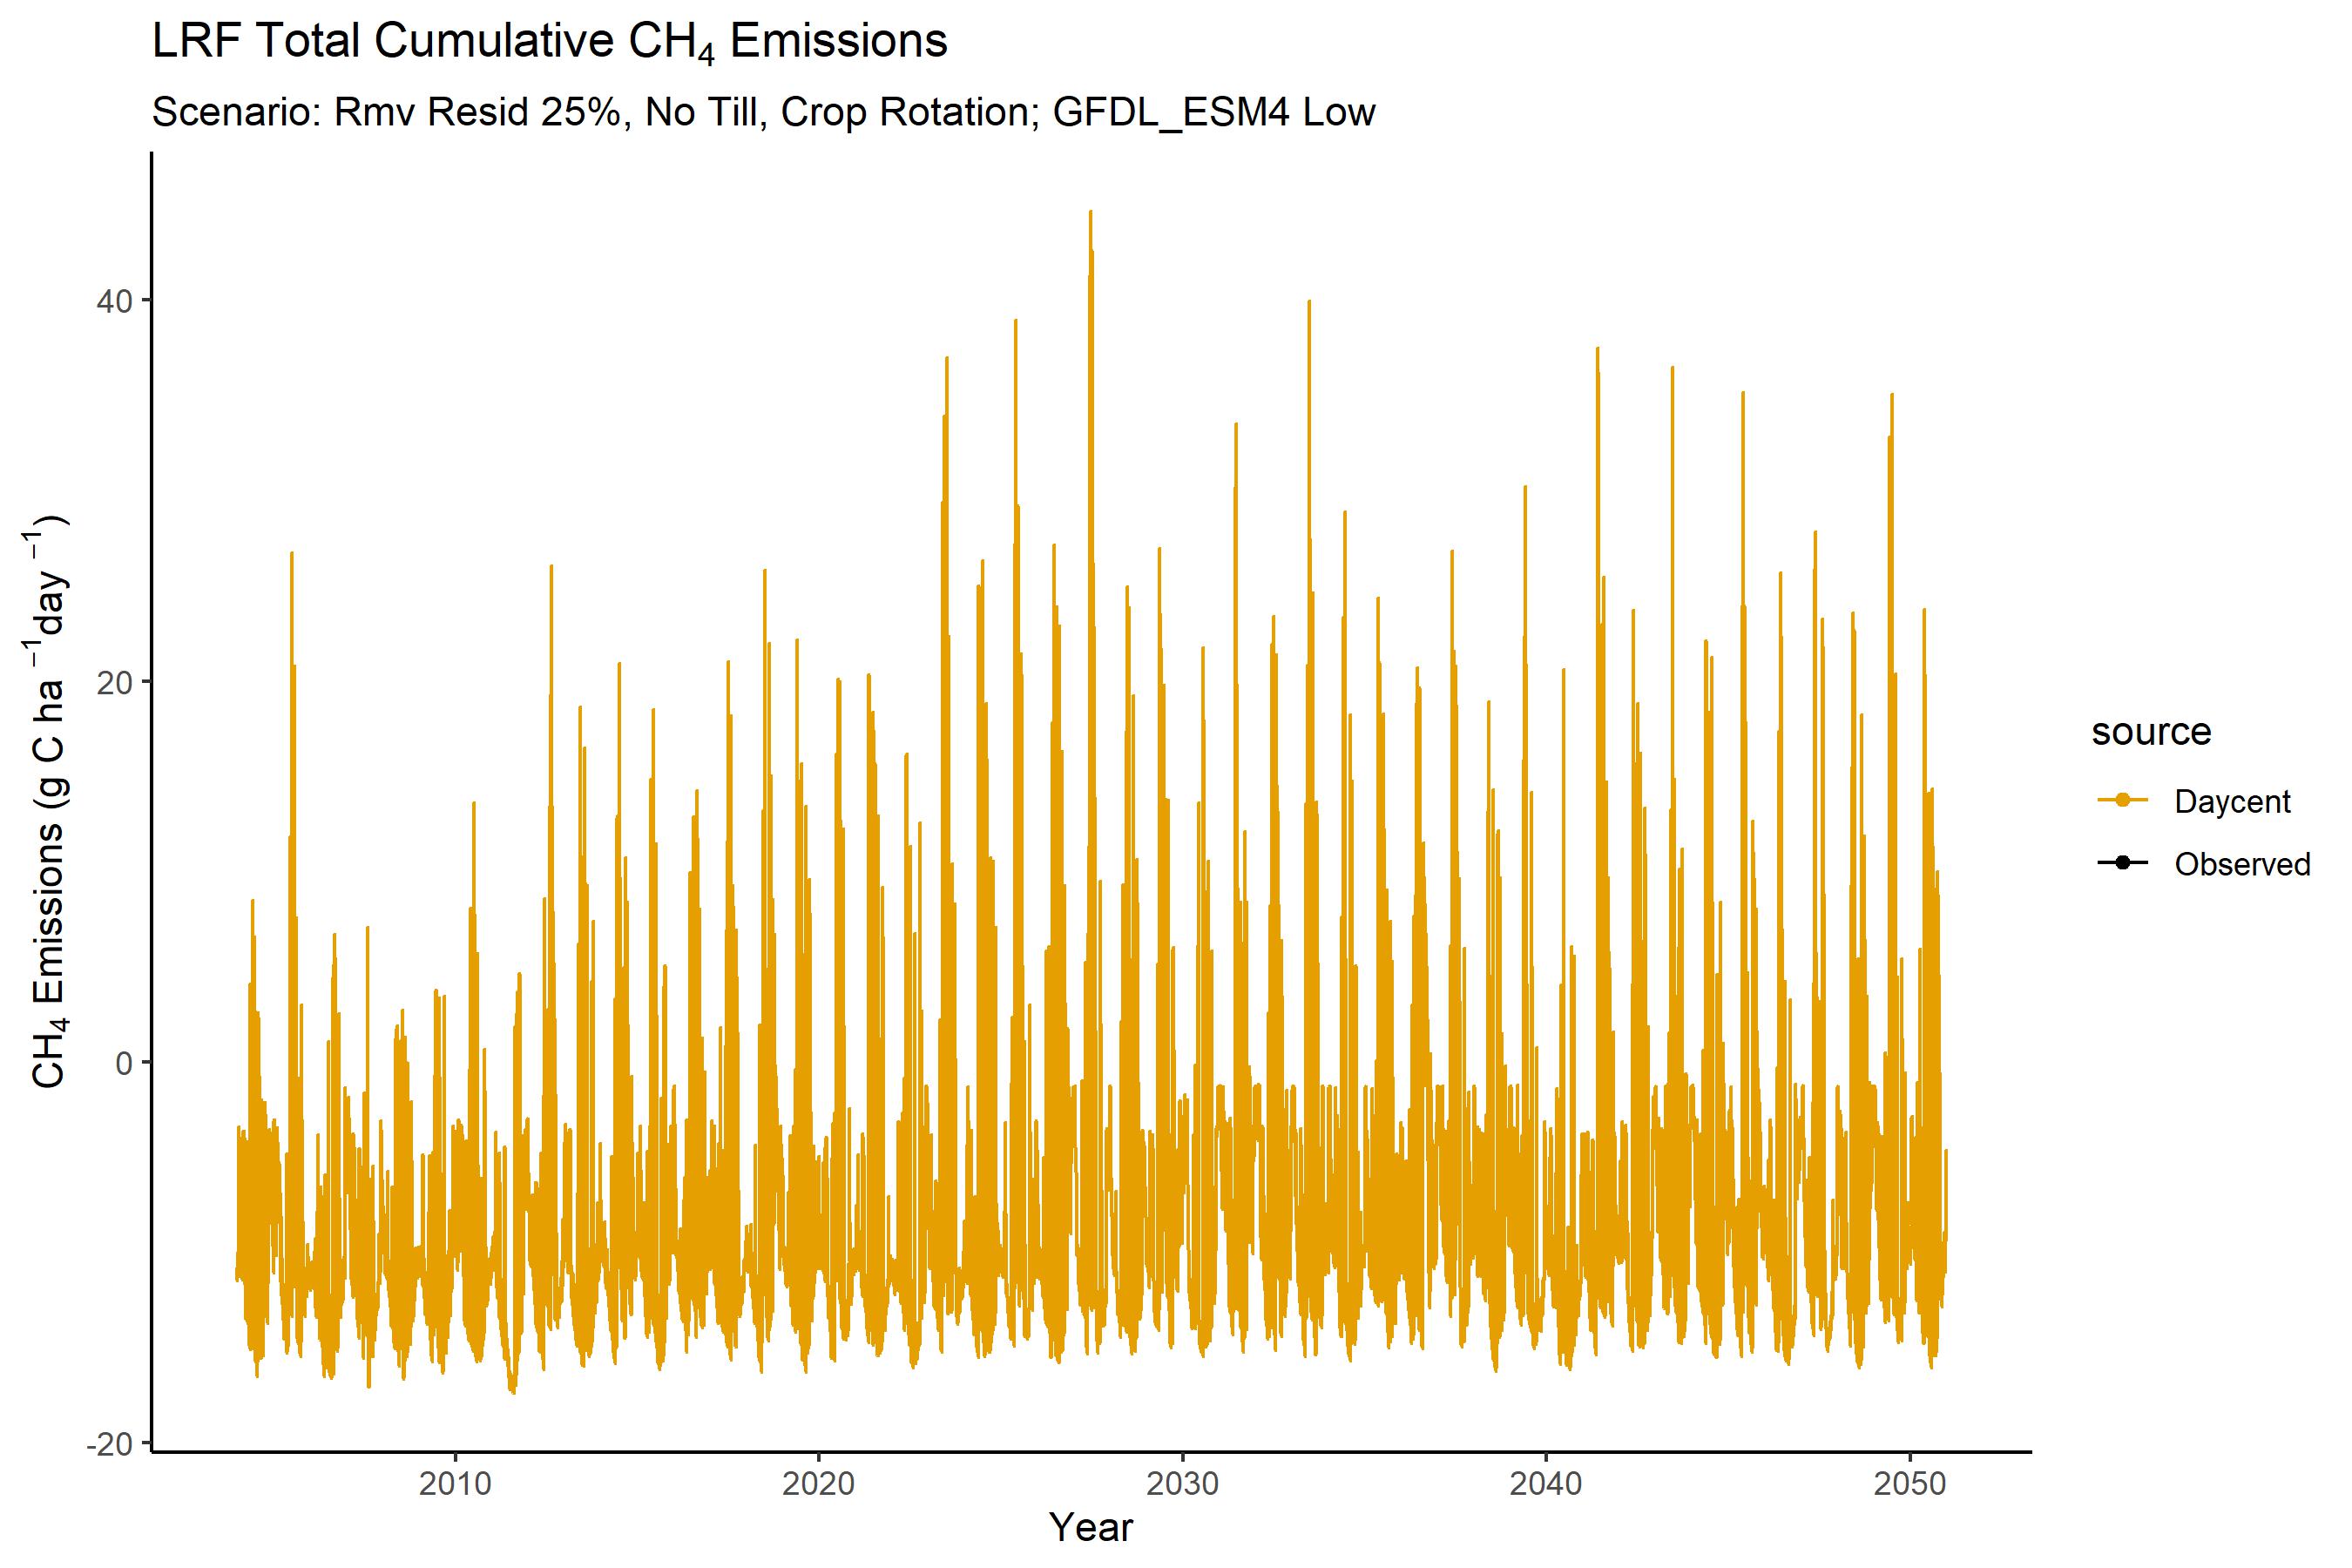 LRF Total Cumulative CH₄ Emissions
Scenario: Rmv Resid 25%, No Till, Crop Rotation; GFDL_ESM4 Low
CH₄ Emissions (g C ha ⁻¹day ⁻¹)
40
20
0
-20
2010 2020 2030 2040 2050
Year
source
Daycent
Observed